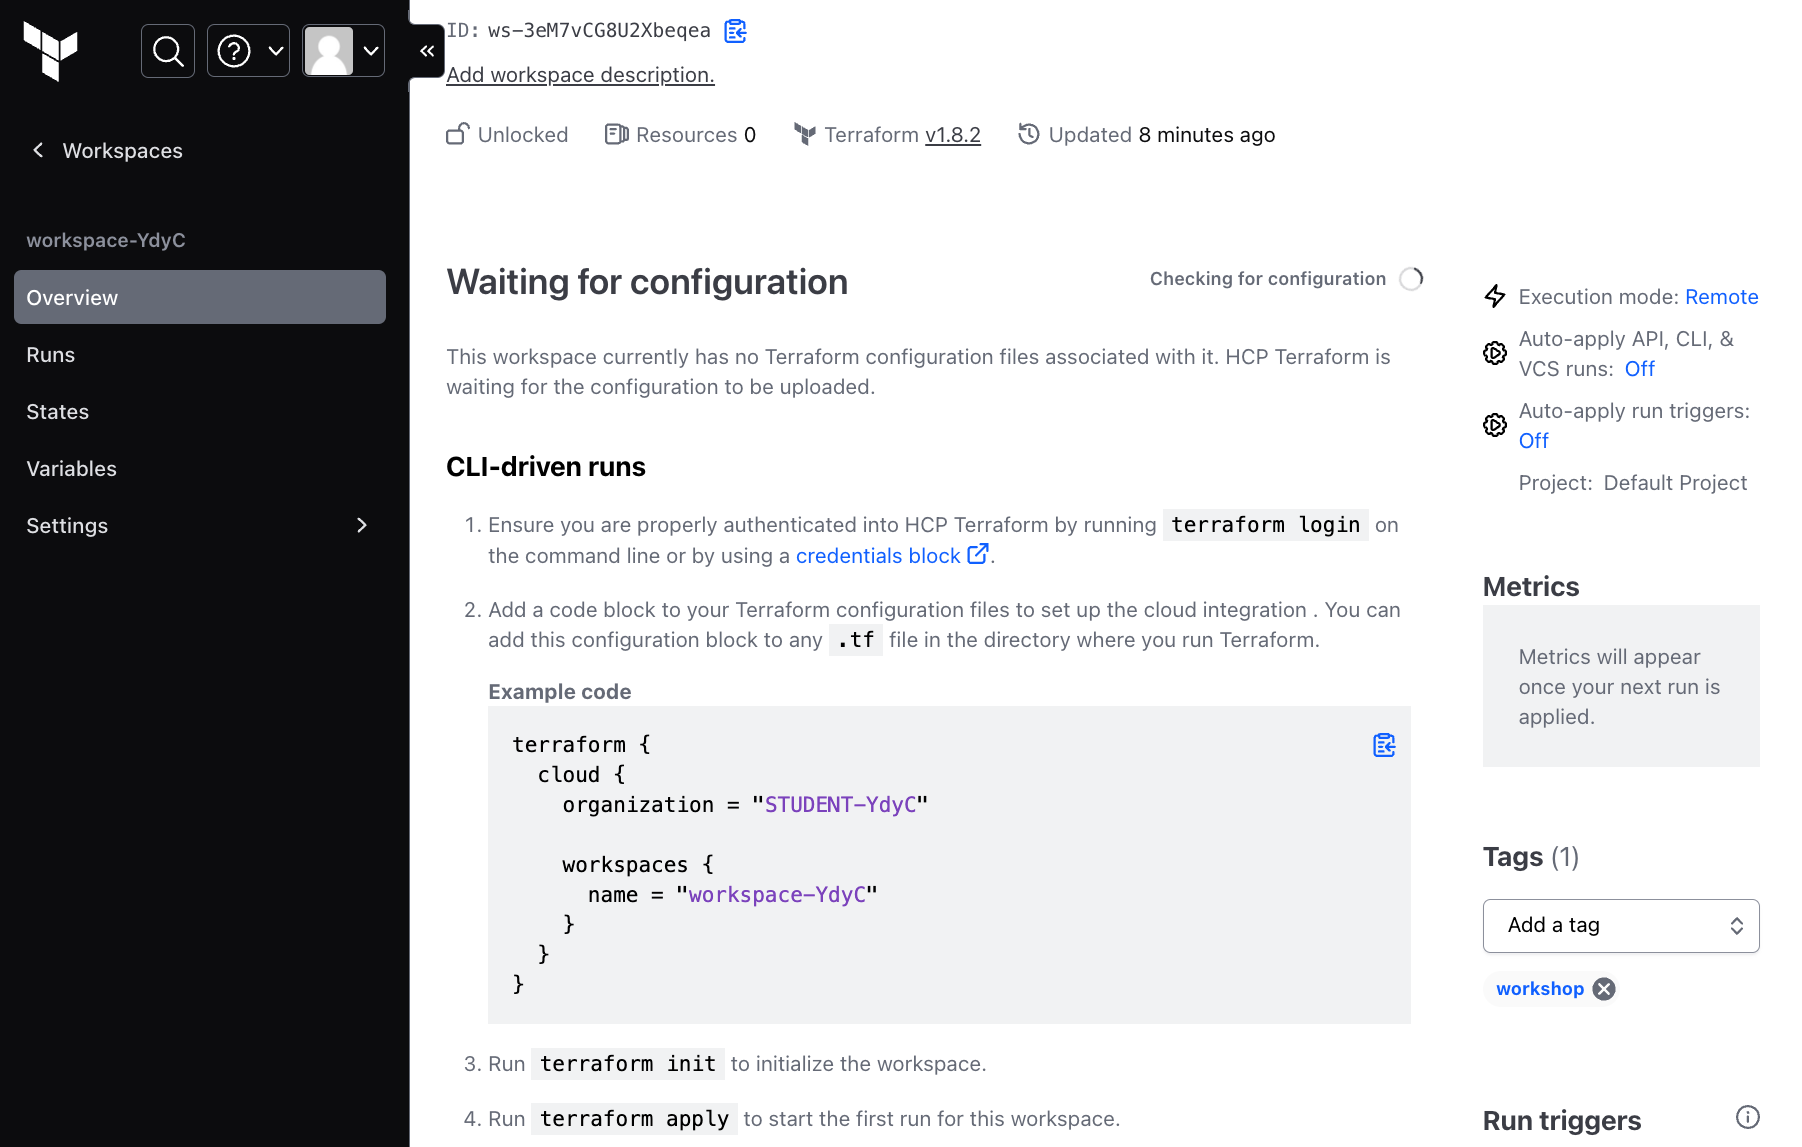 Workspaces
workspace-YdyC
Overview
Runs
States
Variables
Settings
ID: ws-3eM7vCG8U2Xbeqea
Add workspace description.
Unlocked
Resources 0
Terraform v1.8.2
Updated 8 minutes ago
Waiting for configuration
Checking for configuration
This workspace currently has no Terraform configuration files associated with it. HCP Terraform is
waiting for the configuration to be uploaded.
CLI-driven runs
1. Ensure you are properly authenticated into HCP Terraform by running terraform login on
the command line or by using a credentials block.
2. Add a code block to your Terraform configuration files to set up the cloud integration . You can
add this configuration block to any .tf file in the directory where you run Terraform.
Example code
terraform {
  cloud {
    organization = "STUDENT-YdyC"

    workspaces {
      name = "workspace-YdyC"
    }
  }
}
3. Run terraform init to initialize the workspace.
4. Run terraform apply to start the first run for this workspace.
Execution mode: Remote
Auto-apply API, CLI, &
VCS runs: Off
Auto-apply run triggers:
Off
Project: Default Project
Metrics
Metrics will appear
once your next run is
applied.
Tags (1)
Add a tag
workshop
Run triggers